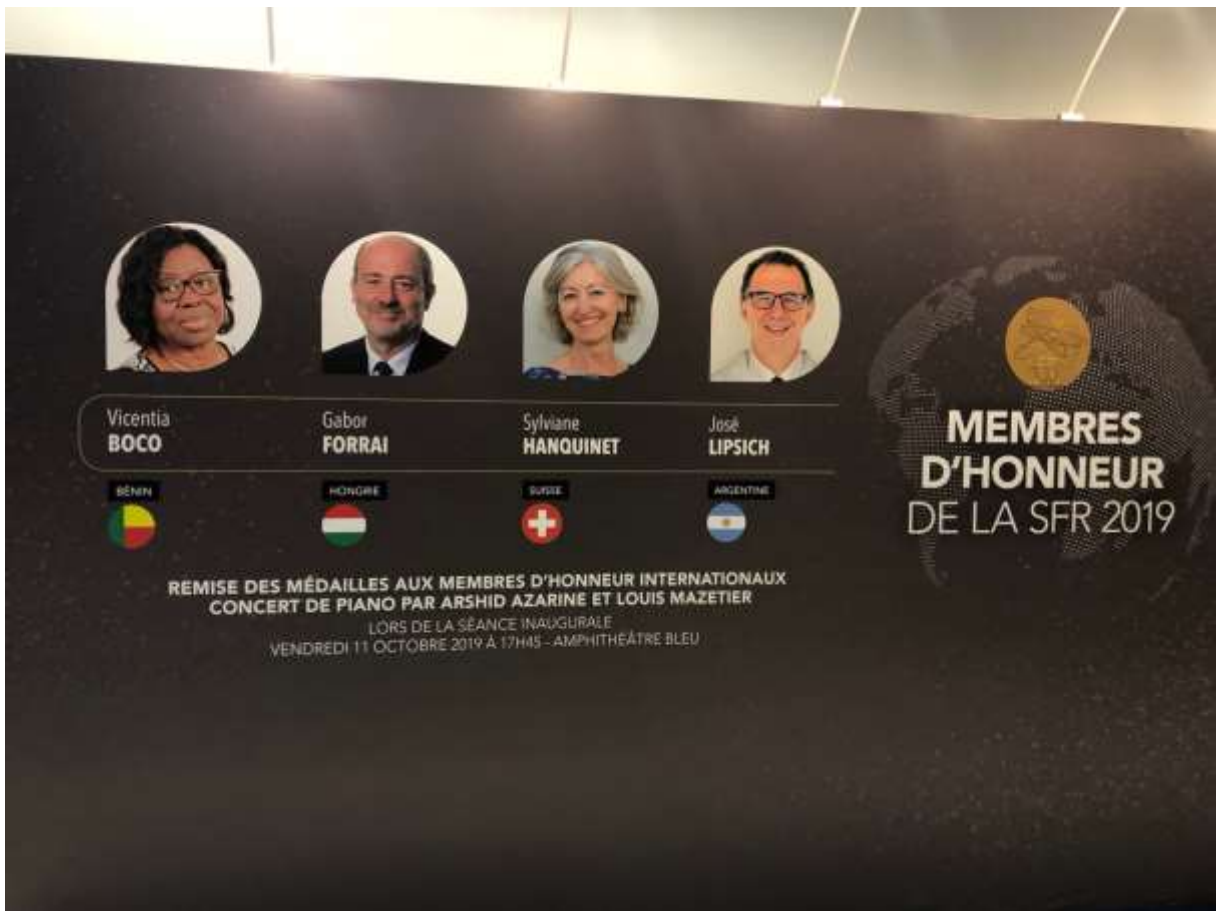 Vicentia
BOCO
Gabor
FORRAI
Sylviane
HANQUINET
José
LIPSICH
BÉNIN
HONGRIE
SUISSE
ARGENTINE
MEMBRES
D'HONNEUR
DE LA SFR 2019
REMISE DES MÉDAILLES AUX MEMBRES D'HONNEUR INTERNATIONAUX
CONCERT DE PIANO PAR ARSHID AZARINE ET LOUIS MAZETIER
LORS DE LA SÉANCE INAUGURALE
VENDREDI 11 OCTOBRE 2019 À 17H45 - AMPHITHÉÂTRE BLEU